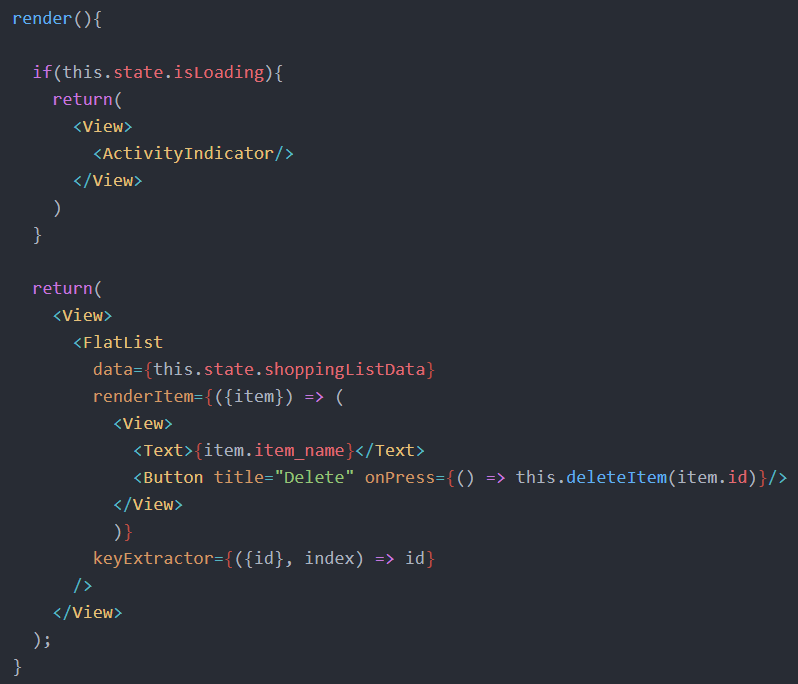 render(){
if(this.state.isLoading){
return(
<View>
<ActivityIndicator/>
</View>
)
}
return(
<View>
<FlatList
data={this.state.shoppingListData}
renderItem={({item}) => (
<View>
<Text>{item.item_name}</Text>
<Button title="Delete" onPress={() => this.deleteItem(item.id)}/>
</View>
)}
keyExtractor={({id}, index) => id}
/>
</View>
);
}